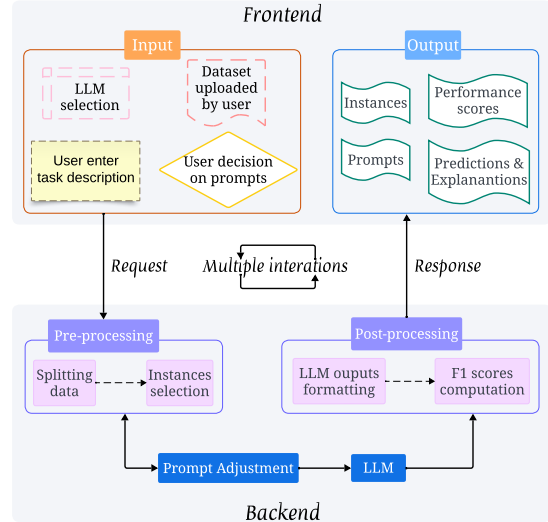 Frontend
Input
Output
LLM
selection
Dataset
uploaded
by user
User enter
task description
User decision
on prompts
Instances
Performance
scores
Prompts
Predictions &
Explanantions
Request
Multiple interations
Response
Pre-processing
Splitting
data
Instances
selection
Post-processing
LLM ouputs
formatting
F1 scores
computation
Prompt Adjustment
LLM
Backend